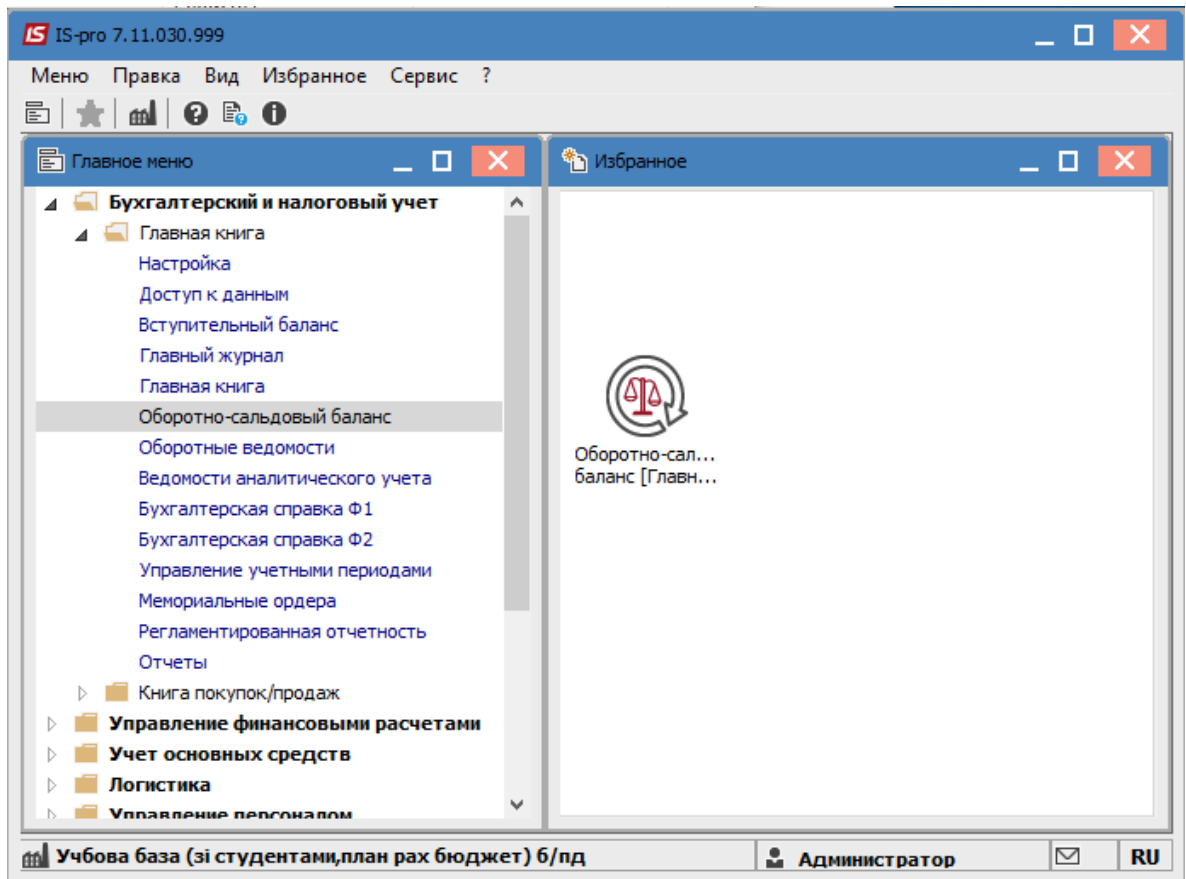 IS-pro 7.11.030.999
Меню Правка Вид Избранное Сервис ?
Главное меню
Бухгалтерский и налоговый учет
Главная книга
Настройка
Доступ к данным
Вступительный баланс
Главный журнал
Главная книга
Оборотно-сальдовый баланс
Оборотные ведомости
Ведомости аналитического учета
Бухгалтерская справка Ф1
Бухгалтерская справка Ф2
Управление учетными периодами
Мемориальные ордера
Регламентированная отчетность
Отчеты
Книга покупок/продаж
Управление финансовыми расчетами
Учет основных средств
Логистика
Управление персоналом
Избранное
Оборотно-сал...
баланс [Главн...
Учбова база (зі студентами,план рах бюджет) б/пд
Администратор
RU